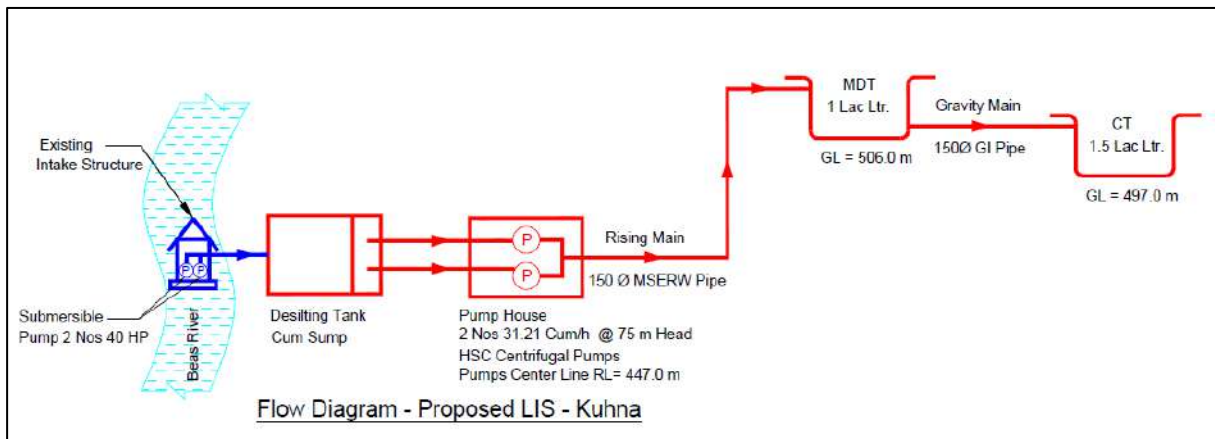 Existing
Intake Structure
P P
Submersible
Pump 2 Nos 40 HP
Beas River
Desilting Tank
Cum Sump
P
P
Pump House
2 Nos 31.21 Cum/h @ 75 m Head
HSC Centrifugal Pumps
Pumps Center Line RL= 447.0 m
Rising Main
150 Ø MSERW Pipe
MDT
1 Lac Ltr.
GL = 506.0 m
Gravity Main
150Ø GI Pipe
CT
1.5 Lac Ltr.
GL = 497.0 m
Flow Diagram - Proposed LIS - Kuhna